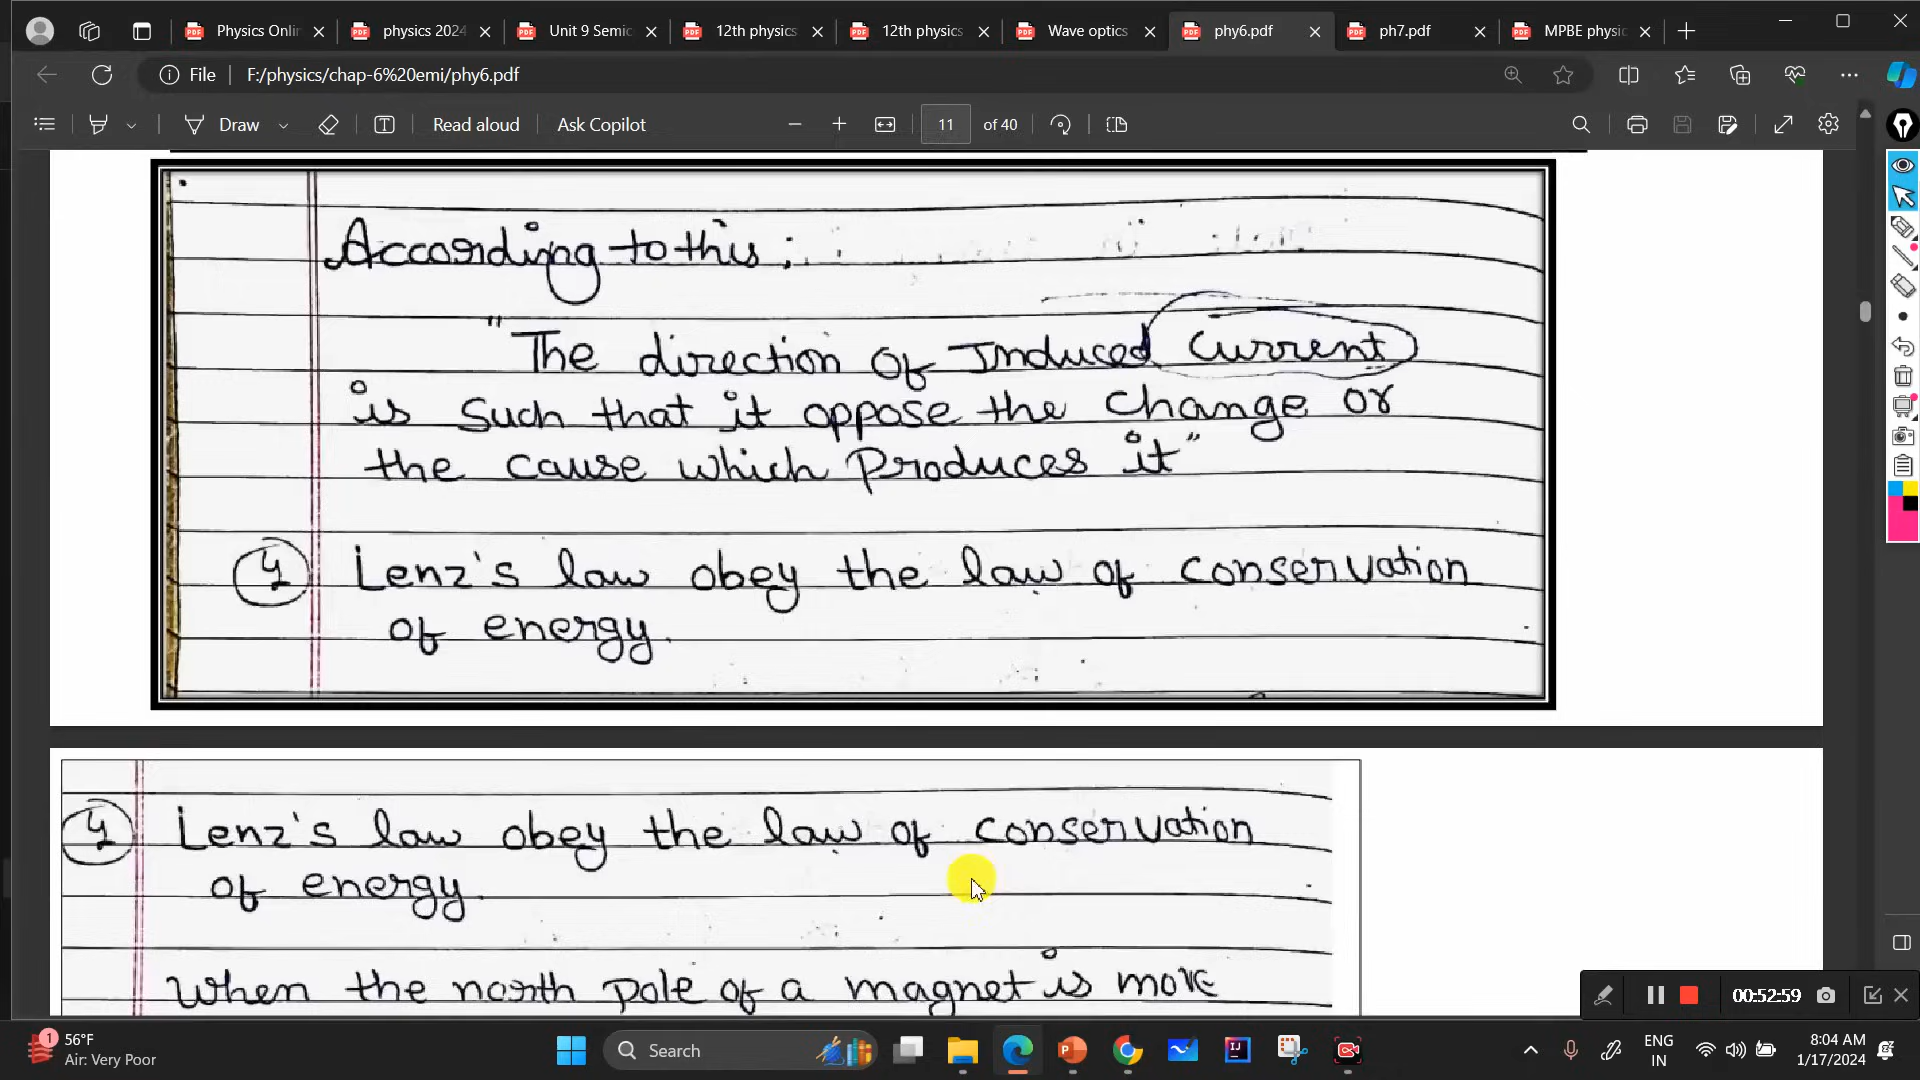 Physics Onli
physics 2024
Unit 9 Semic
12th physics
12th physics
Wave optics
phy6.pdf
ph7.pdf
MPBE physic
File
F:/physics/chap-6%20emi/phy6.pdf
Draw
Read aloud
Ask Copilot
11
of 40
According to this :
"The direction of Induced Current
is such that it oppose the change or
the cause which produces it"
4 Lenz's law obey the law of conservation
of energy.
4 Lenz's law obey the law of conservation
of energy.
When the north pole of a magnet is move
00:52:59
1
56°F
Air: Very Poor
Search
ENG
IN
8:04 AM
1/17/2024